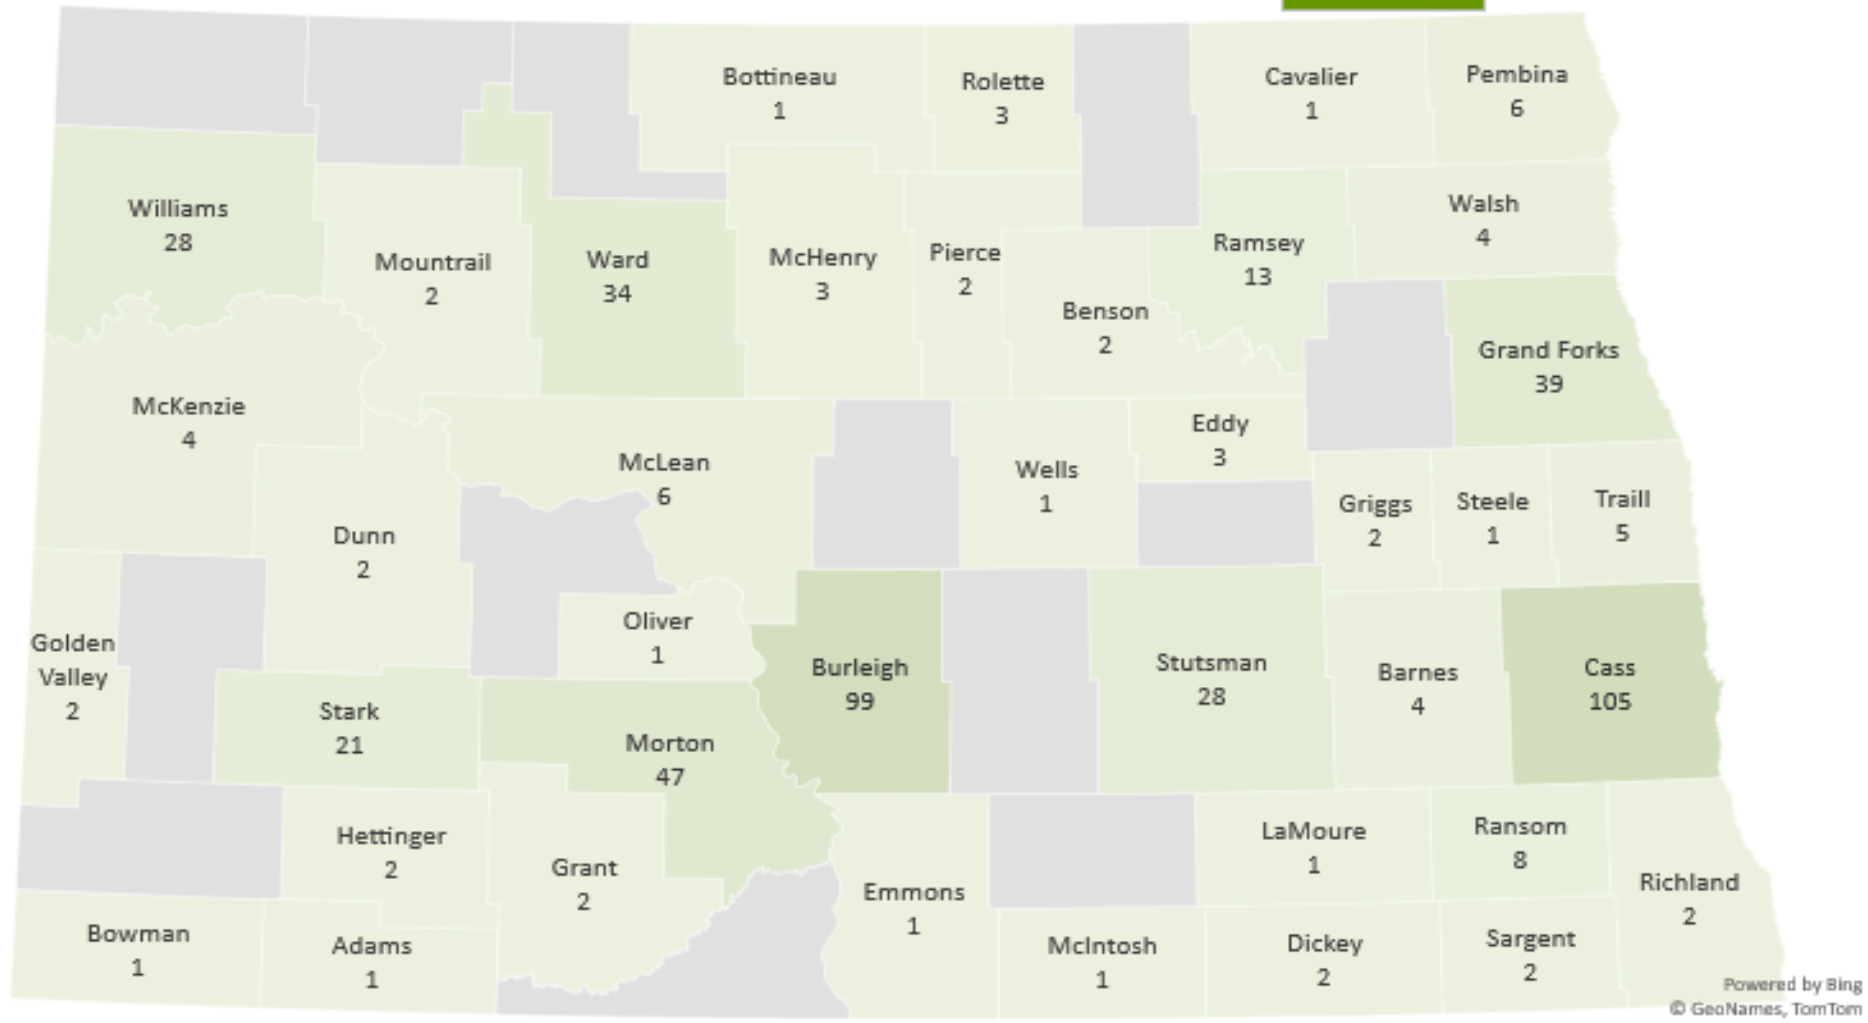 Bottineau
1
Rolette
3
Cavalier
1
Pembina
6
Williams
28
Mountrail
2
Ward
34
McHenry
3
Pierce
2
Benson
2
Ramsey
13
Walsh
4
Grand Forks
39
McKenzie
4
McLean
6
Wells
1
Eddy
3
Griggs
2
Steele
1
Traill
5
Dunn
2
Golden
Valley
2
Oliver
1
Burleigh
99
Stutsman
28
Barnes
4
Cass
105
Stark
21
Morton
47
Hettinger
2
Grant
2
Emmons
1
LaMoure
1
Ransom
8
Richland
2
Bowman
1
Adams
1
McIntosh
1
Dickey
2
Sargent
2
Powered by Bing
© GeoNames, TomTom